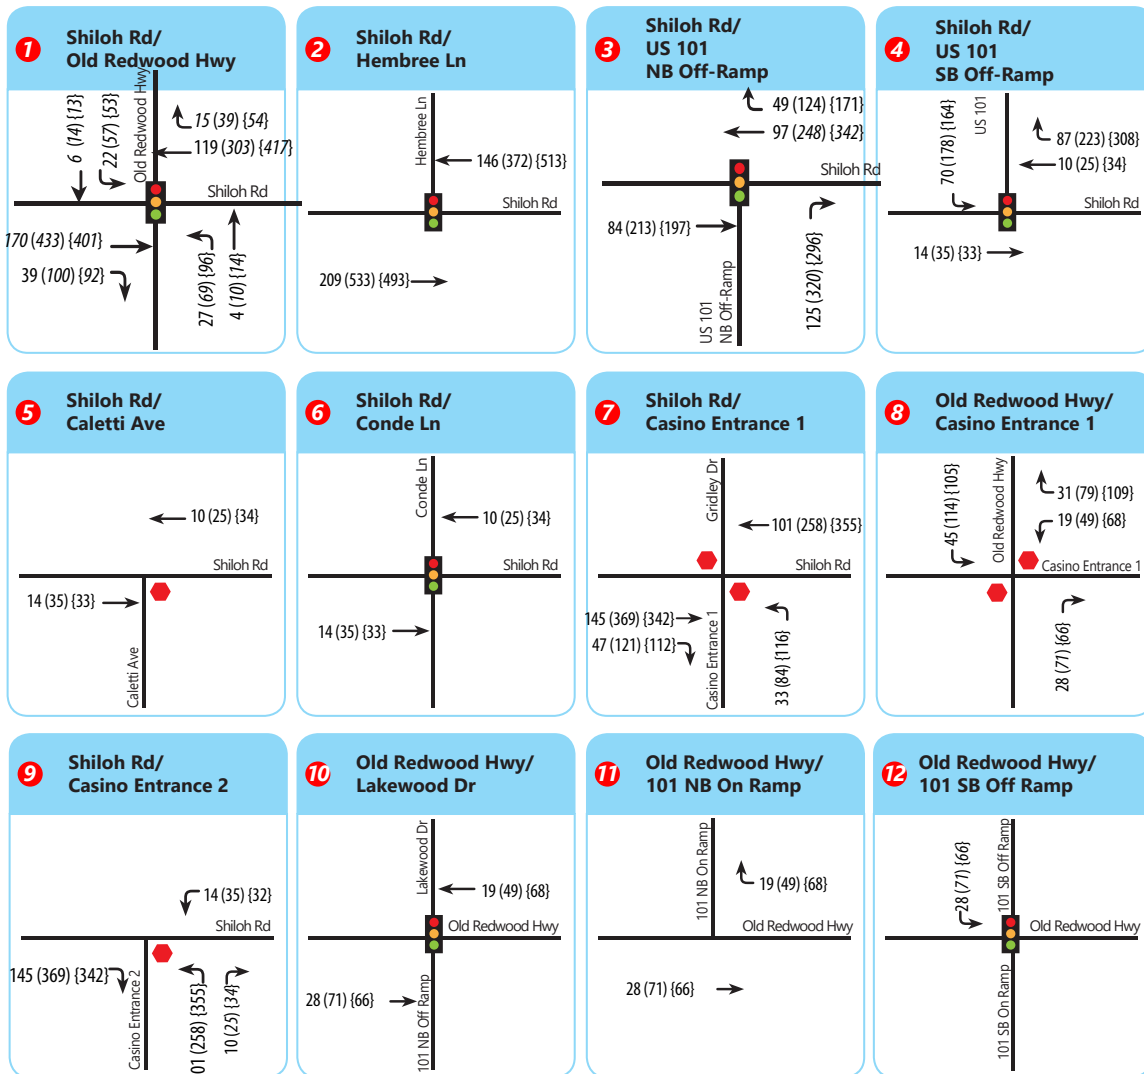 1
Shiloh Rd/
Old Redwood Hwy
6 (14) {13}
22 (57) {53}
Old Redwood Hwy
15 (39) {54}
119 (303) {417}
Shiloh Rd
170 (433) {401}
39 (100) {92}
27 (69) {96}
4 (10) {14}
2
Shiloh Rd/
Hembree Ln
Hembree Ln
146 (372) {513}
Shiloh Rd
209 (533) {493}
3
Shiloh Rd/
US 101
NB Off-Ramp
49 (124) {171}
97 (248) {342}
Shiloh Rd
84 (213) {197}
US 101
NB Off-Ramp
125 (320) {296}
4
Shiloh Rd/
US 101
SB Off-Ramp
70 (178) {164}
US 101
87 (223) {308}
10 (25) {34}
Shiloh Rd
14 (35) {33}
5
Shiloh Rd/
Caletti Ave
10 (25) {34}
Shiloh Rd
14 (35) {33}
Caletti Ave
6
Shiloh Rd/
Conde Ln
Conde Ln
10 (25) {34}
Shiloh Rd
14 (35) {33}
7
Shiloh Rd/
Casino Entrance 1
Gridley Dr
101 (258) {355}
Shiloh Rd
145 (369) {342}
47 (121) {112}
Casino Entrance 1
33 (84) {116}
8
Old Redwood Hwy/
Casino Entrance 1
45 (114) {105}
Old Redwood Hwy
31 (79) {109}
19 (49) {68}
Casino Entrance 1
28 (71) {66}
9
Shiloh Rd/
Casino Entrance 2
14 (35) {32}
Shiloh Rd
145 (369) {342}
Casino Entrance 2
01 (258) {355}
10 (25) {34}
10
Old Redwood Hwy/
Lakewood Dr
Lakewood Dr
19 (49) {68}
Old Redwood Hwy
28 (71) {66}
101 NB Off Ramp
11
Old Redwood Hwy/
101 NB On Ramp
101 NB On Ramp
19 (49) {68}
Old Redwood Hwy
28 (71) {66}
12
Old Redwood Hwy/
101 SB Off Ramp
28 (71) {66}
101 SB Off Ramp
Old Redwood Hwy
101 SB On Ramp